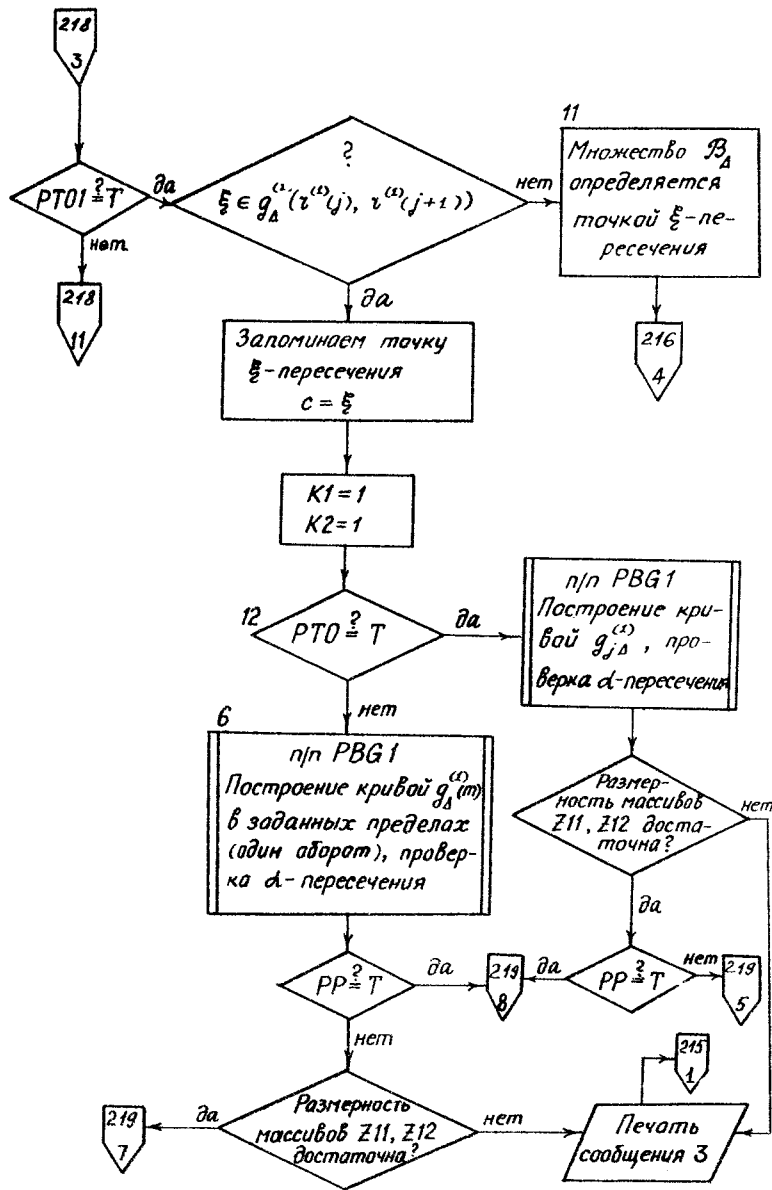 218
3
PTO1 ≟ T
да
нет
218
11
?
ξ ∈ g_Δ^(1)(τ^(1)(j), τ^(1)(j+1))
нет
да
11
Множество ℬ_Δ
определяется
точкой ξ-пе-
ресечения
216
4
Запоминаем точку
ξ-пересечения
c = ξ
K1=1
K2=1
12
PTO ≟ T
да
нет
п/п PBG1
Построение кри-
вой g_jΔ^(1), про-
верка α-пересечения
6
п/п PBG1
Построение кривой g_Δ^(1)(m)
в заданных пределах
(один оборот), провер-
ка α-пересечения
Размер-
ность массивов
Z11, Z12 доста-
точна?
нет
да
PP ≟ T
да
219
8
да
PP ≟ T
нет
219
5
нет
215
1
219
7
да
Размерность
массивов Z11, Z12
достаточна?
нет
Печать
сообщения 3